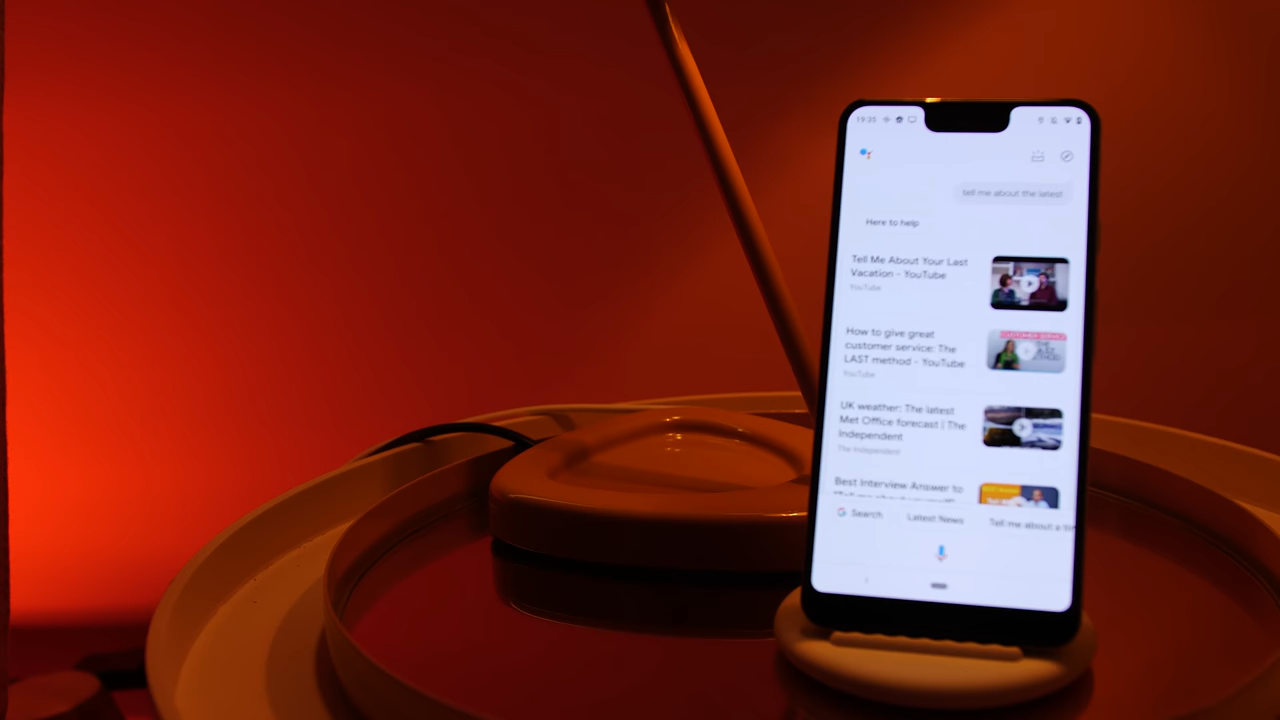 19:35
tell me about the latest
Here to help
Tell Me About Your Last
Vacation - YouTube
YouTube
How to give great
customer service: The
LAST method - YouTube
YouTube
CUSTOMER SERVICE
UK weather: The latest
Met Office forecast | The
Independent
The Independent
Best Interview Answer to
Search
Latest News
Tell me about a